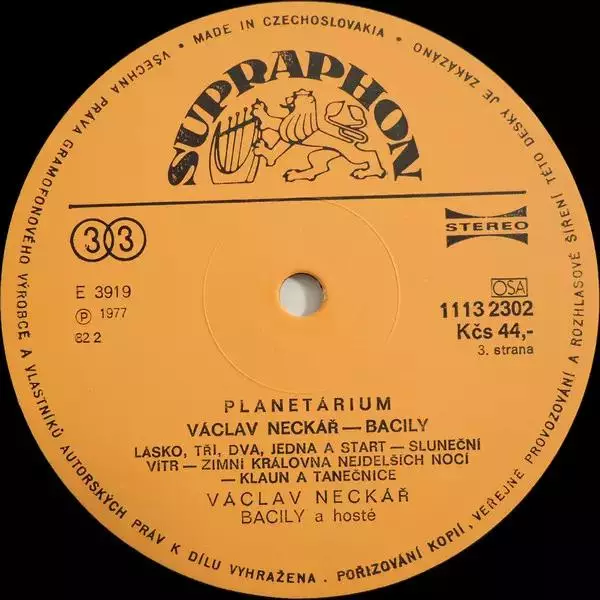 VŠECHNA PRÁVA GRAMOFONOVÉHO VÝROBCE A VLASTNÍKŮ AUTORSKÝCH PRÁV K DÍLU VYHRAŽENA. POŘIZOVÁNÍ KOPIÍ, VEŘEJNÉ PROVOZOVÁNÍ A ROZHLASOVÉ ŠÍŘENÍ TÉTO DESKY JE ZAKÁZÁNO • MADE IN CZECHOSLOVAKIA •
SUPRAPHON
33
STEREO
E 3919
Ⓟ 1977
82 2
OSA
1113 2302
Kčs 44,-
3. strana
PLANETÁRIUM
VÁCLAV NECKÁŘ — BACILY
LÁSKO, TŘI, DVA, JEDNA A START — SLUNEČNÍ
VÍTR — ZIMNÍ KRÁLOVNA NEJDELŠÍCH NOCÍ
— KLAUN A TANEČNICE
VÁCLAV NECKÁŘ
BACILY a hosté